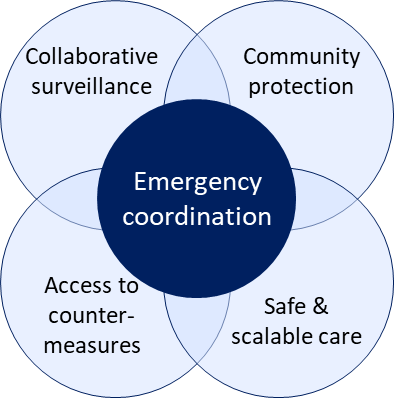 Collaborative
surveillance
Community
protection
Emergency
coordination
Access to
counter-
measures
Safe &
scalable care